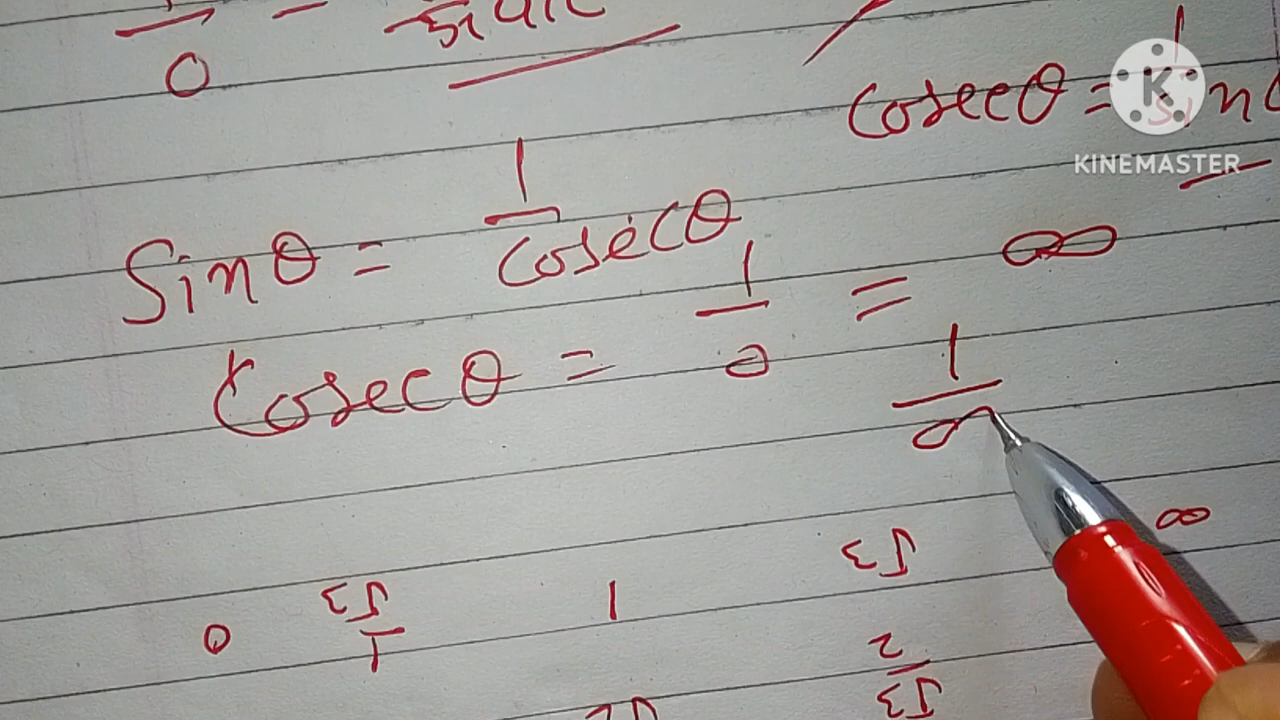 0
cosecθ = 1/sinθ
KINEMASTER
Sinθ = 1/cosecθ
Cosecθ = 1/0 = ∞
1/∞
0 1/√3 1 √3 ∞
√3/2